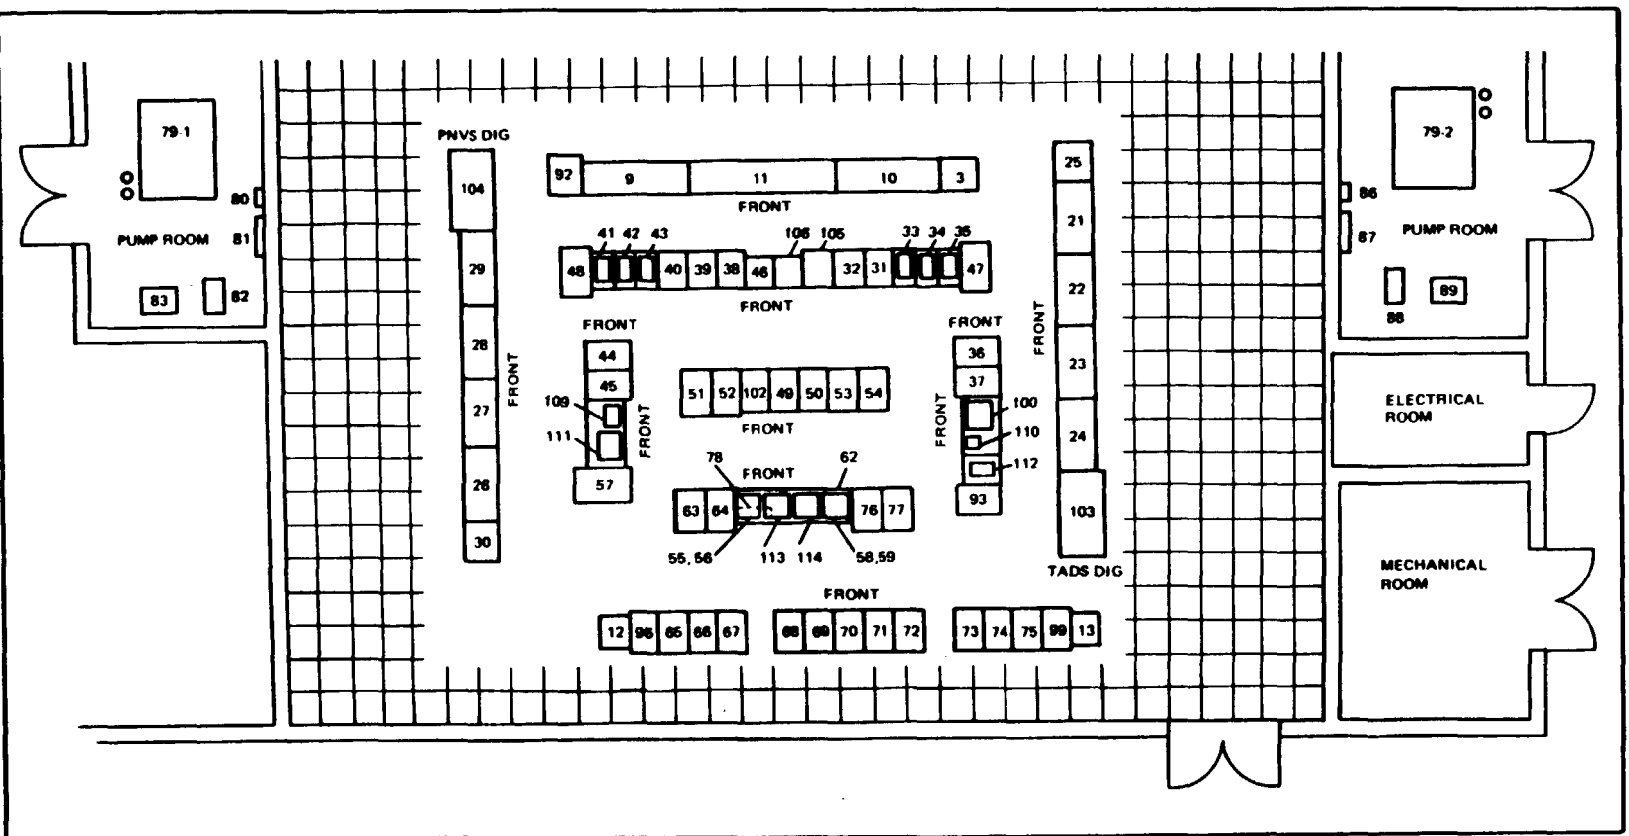 79-1
80
PUMP ROOM
81
83
82
PNVS DIG
104
29
28
27
26
30
FRONT
92 9 11 10 3
FRONT
41 42 43 106 105 33 34 35
48 40 39 38 46 32 31 47
FRONT
FRONT
44
45
109
111
57
FRONT
51 52 102 49 50 53 54
FRONT
FRONT
36
37
100
110
112
93
FRONT
78 FRONT 62
63 64 76 77
55, 56 113 114 58,59
FRONT
12 96 65 66 67
68 69 70 71 72
73 74 75 99 13
25
21
22
23
24
103
FRONT
TADS DIG
79-2
86
PUMP ROOM
87
88
89
ELECTRICAL
ROOM
MECHANICAL
ROOM